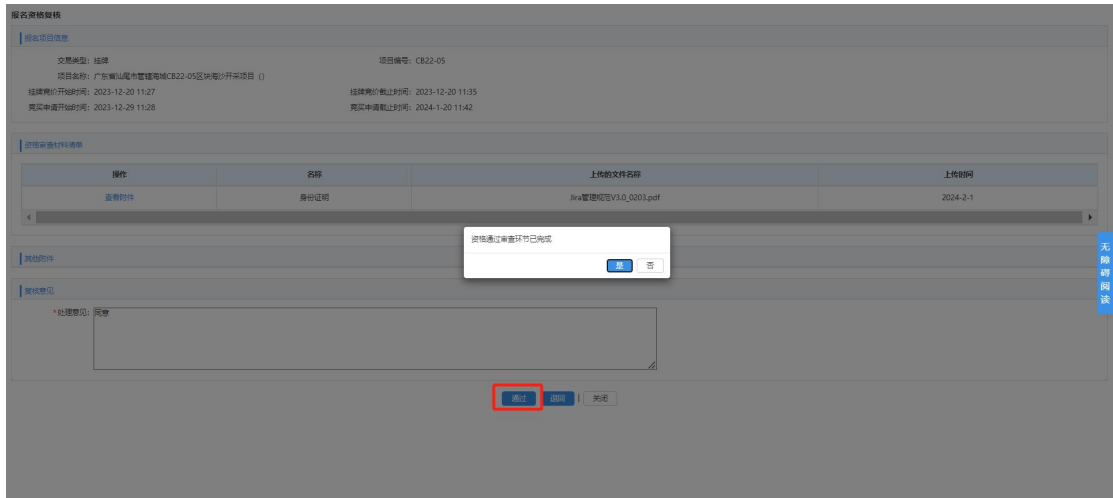 报名资格复核
报名项目信息
交易类型: 挂牌 项目编号: CB22-05
项目名称: 广东省汕尾市管辖海域CB22-05区块海沙开采项目 ()
挂牌竞价开始时间: 2023-12-20 11:27 挂牌竞价截止时间: 2023-12-20 11:35
竞买申请开始时间: 2023-12-29 11:28 竞买申请截止时间: 2024-1-20 11:42
资格审查材料清单
操作 名称 上传的文件名称 上传时间
查看附件 身份证明 Jira管理规范V3.0_0203.pdf 2024-2-1
资格通过审查环节已完成
是 否
其他附件
复核意见
*处理意见: 同意
通过 退回 | 关闭
无障碍阅读